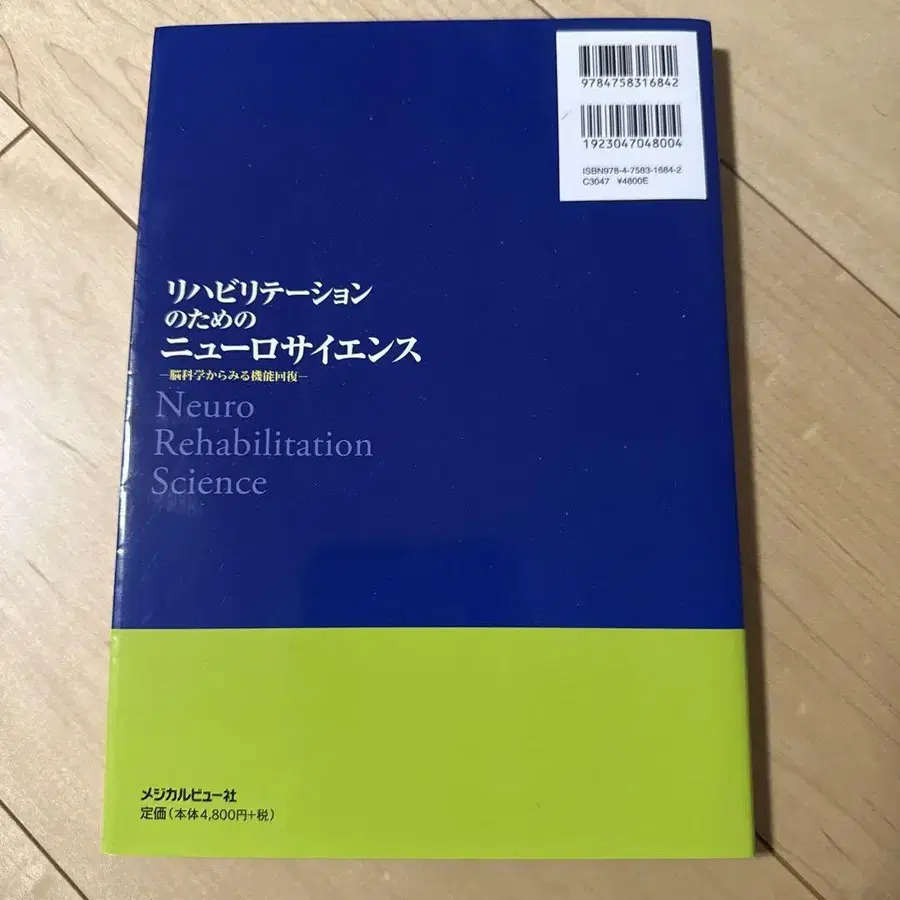 9784758316842
1923047048004
ISBN978-4-7583-1684-2
C3047 ¥4800E
リハビリテーション
のための
ニューロサイエンス
―脳科学からみる機能回復―
Neuro
Rehabilitation
Science
メジカルビュー社
定価(本体4,800円+税)